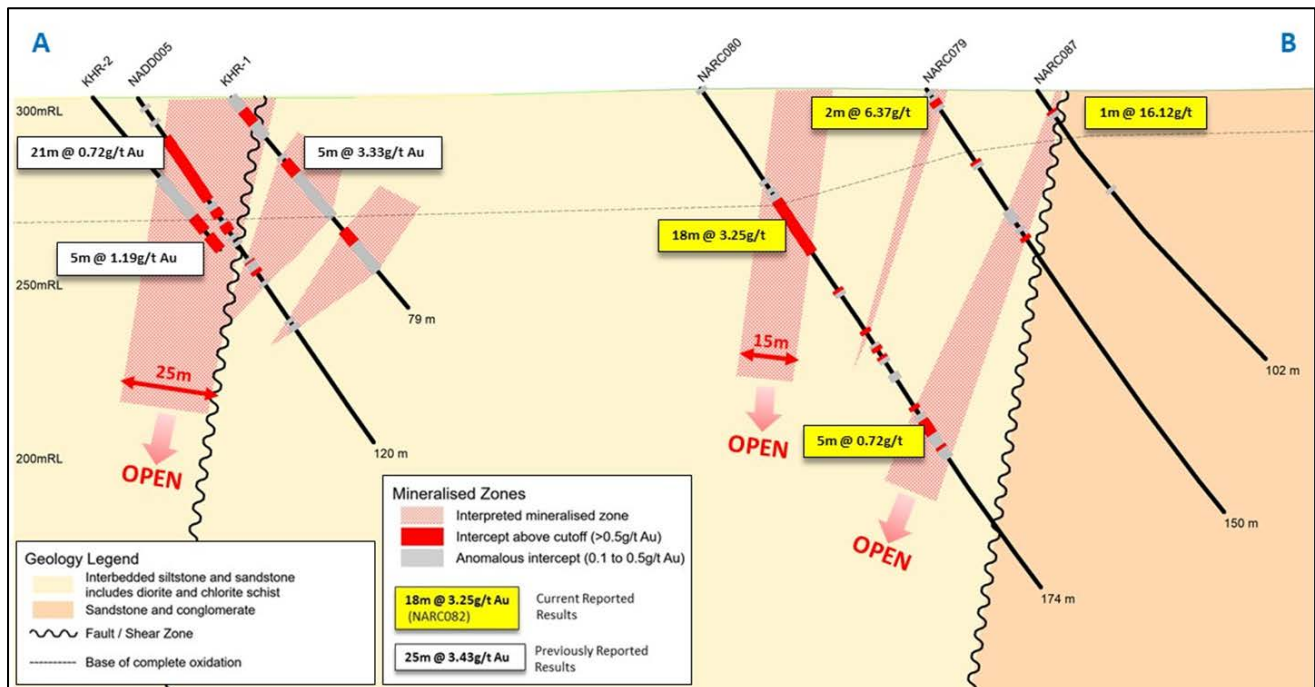 A
B
KHR-2
NADD005
KHR-1
NARC080
NARC079
NARC087
300mRL
2m @ 6.37g/t
1m @ 16.12g/t
21m @ 0.72g/t Au
5m @ 3.33g/t Au
18m @ 3.25g/t
5m @ 1.19g/t Au
250mRL
79 m
15m
102 m
25m
OPEN
5m @ 0.72g/t
120 m
200mRL
OPEN
150 m
OPEN
174 m
Geology Legend
Interbedded siltstone and sandstone
includes diorite and chlorite schist
Sandstone and conglomerate
Fault / Shear Zone
Base of complete oxidation
Mineralised Zones
Interpreted mineralised zone
Intercept above cutoff (>0.5g/t Au)
Anomalous intercept (0.1 to 0.5g/t Au)
18m @ 3.25g/t Au
(NARC082)
Current Reported
Results
25m @ 3.43g/t Au
Previously Reported
Results